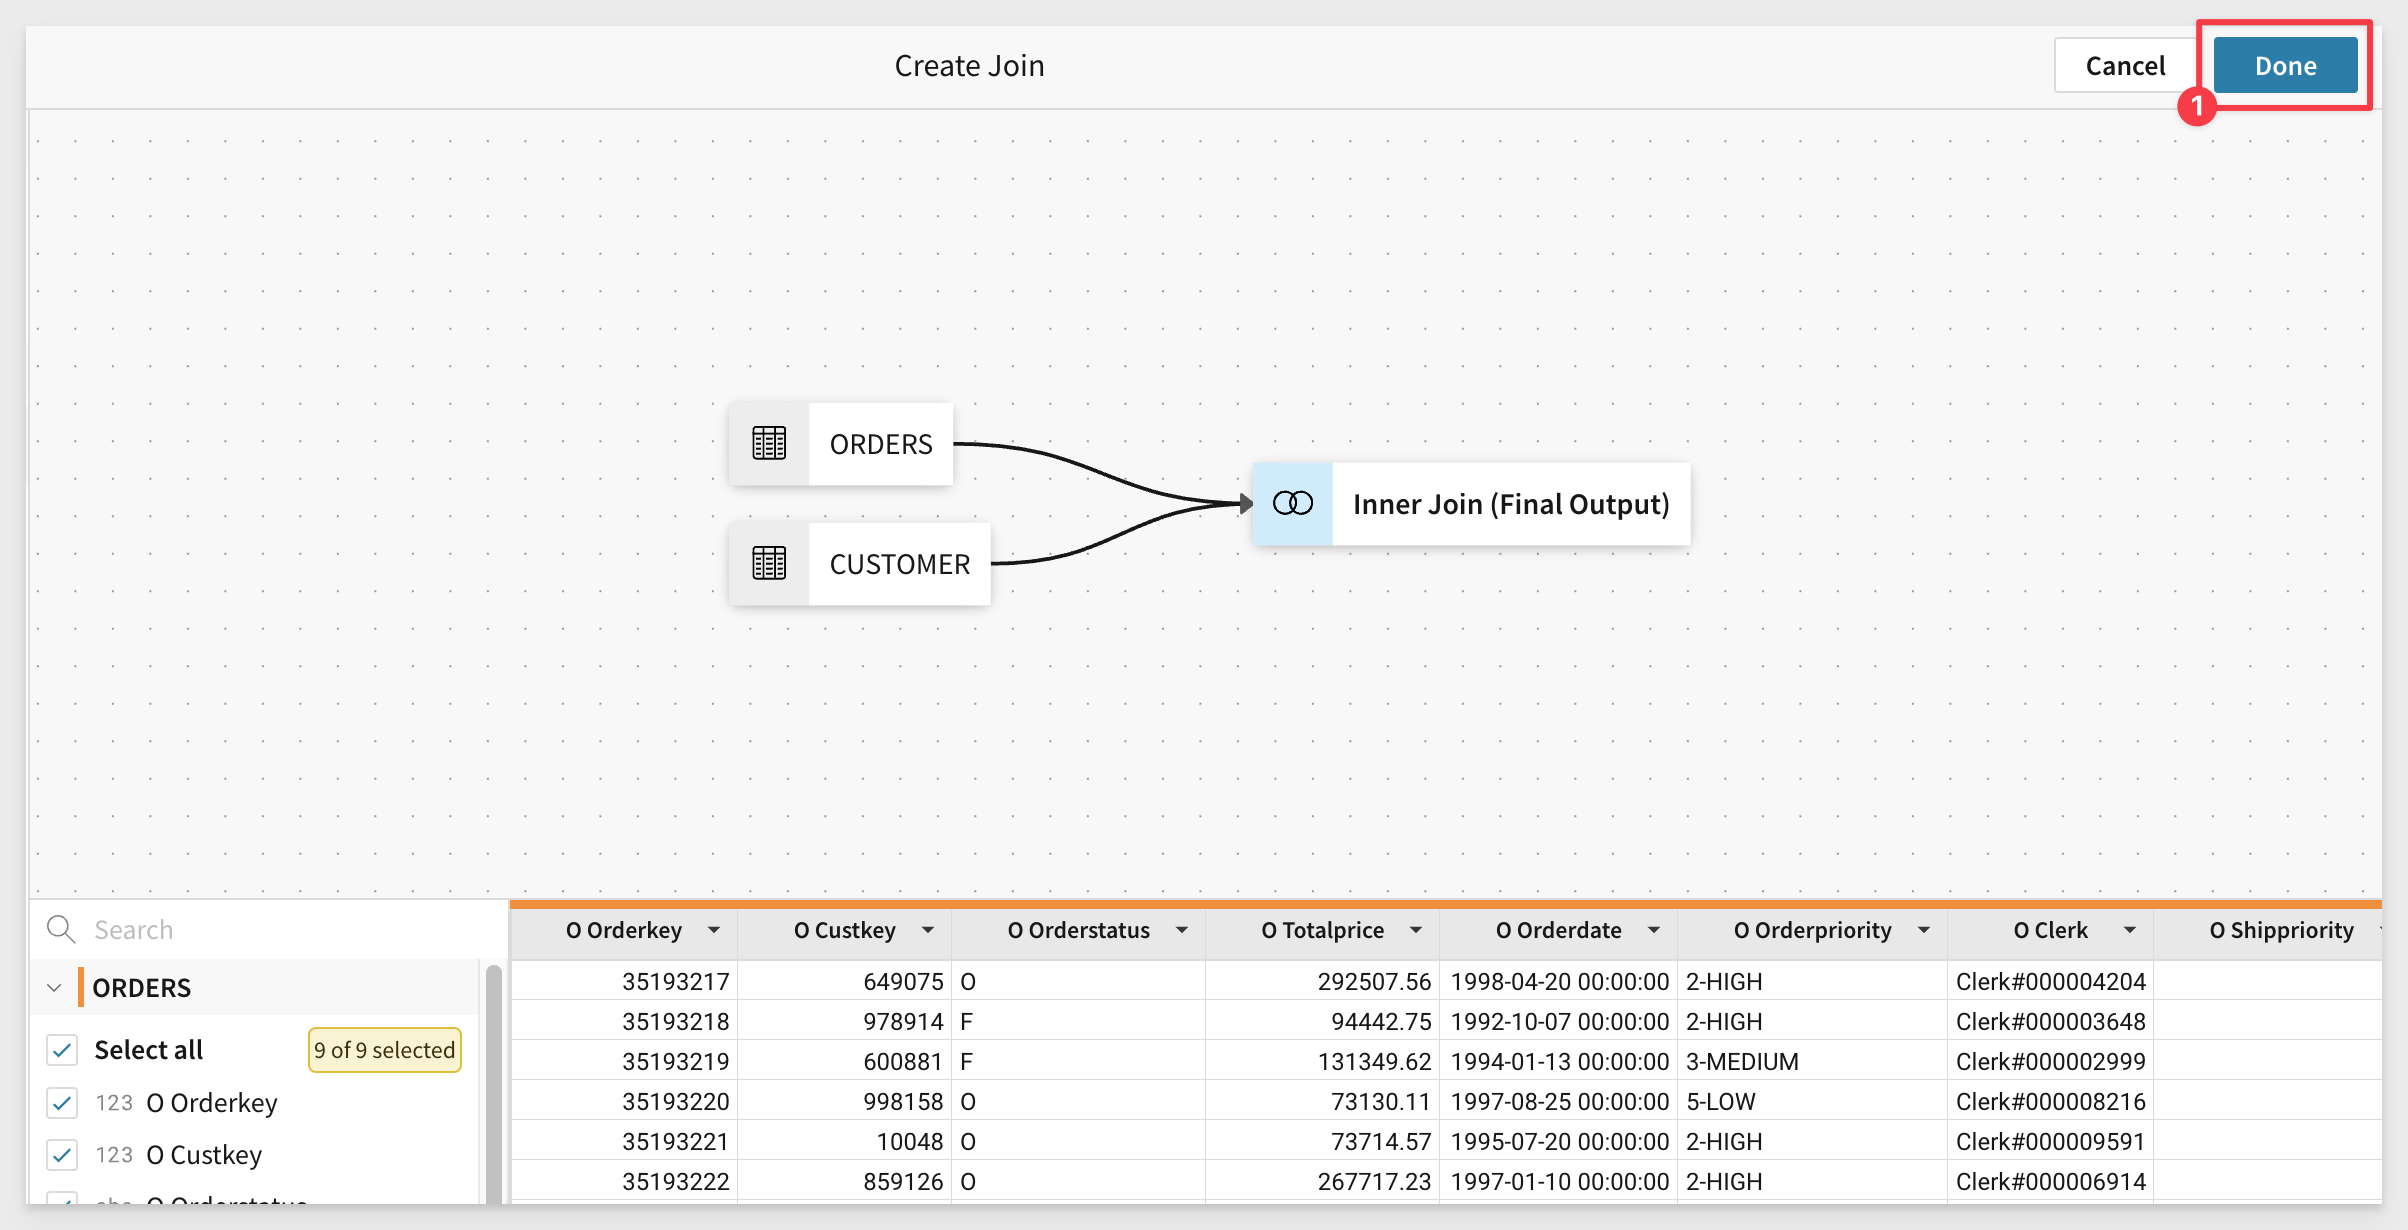 Create Join
Cancel
Done
1
ORDERS
CUSTOMER
Inner Join (Final Output)
Search
ORDERS
Select all
9 of 9 selected
123 O Orderkey
123 O Custkey
abc O Orderstatus
O Orderkey O Custkey O Orderstatus O Totalprice O Orderdate O Orderpriority O Clerk O Shippriority
35193217 649075 O 292507.56 1998-04-20 00:00:00 2-HIGH Clerk#000004204
35193218 978914 F 94442.75 1992-10-07 00:00:00 2-HIGH Clerk#000003648
35193219 600881 F 131349.62 1994-01-13 00:00:00 3-MEDIUM Clerk#000002999
35193220 998158 O 73130.11 1997-08-25 00:00:00 5-LOW Clerk#000008216
35193221 10048 O 73714.57 1995-07-20 00:00:00 2-HIGH Clerk#000009591
35193222 859126 O 267717.23 1997-01-10 00:00:00 2-HIGH Clerk#000006914